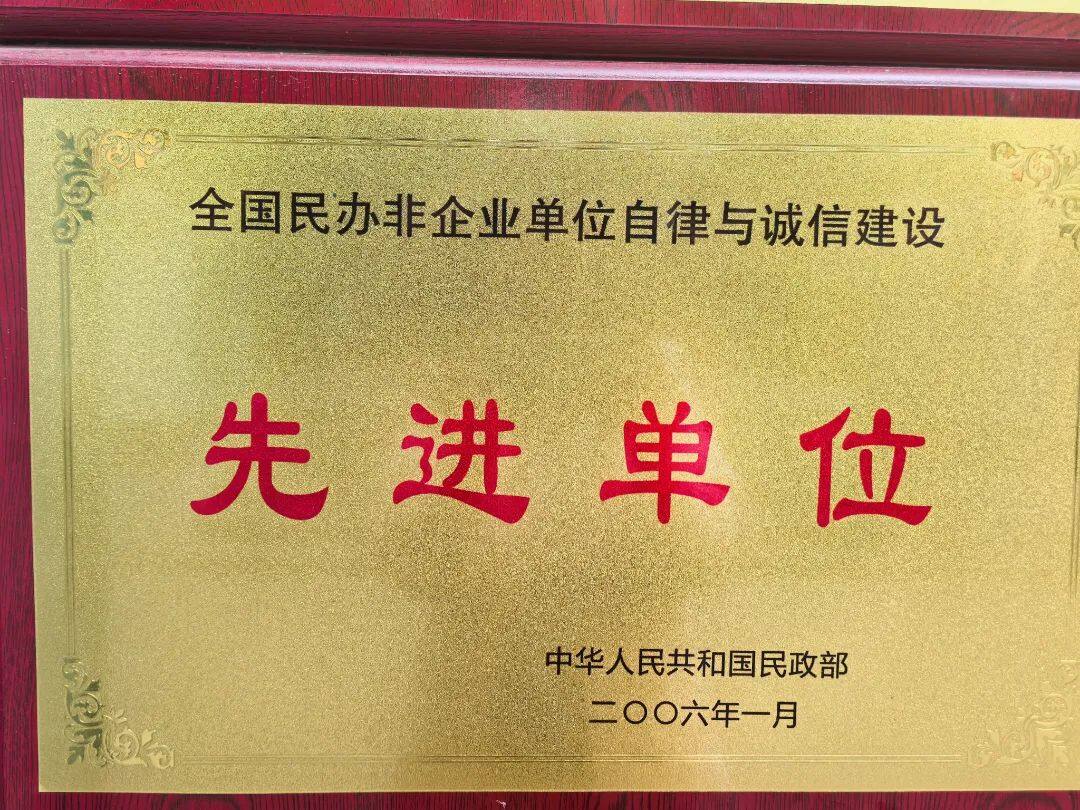 全国民办非企业单位自律与诚信建设
先进单位
中华人民共和国民政部
二〇〇六年一月